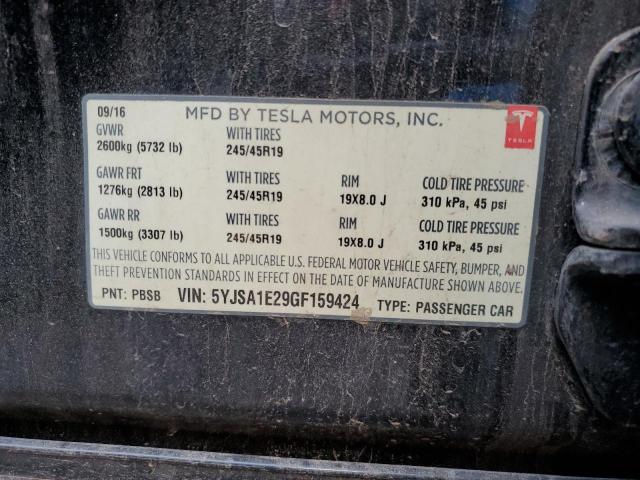 09/16 MFD BY TESLA MOTORS, INC.
TESLA
GVWR WITH TIRES
2600kg (5732 lb) 245/45R19
GAWR FRT WITH TIRES RIM COLD TIRE PRESSURE
1276kg (2813 lb) 245/45R19 19X8.0 J 310 kPa, 45 psi
GAWR RR WITH TIRES RIM COLD TIRE PRESSURE
1500kg (3307 lb) 245/45R19 19X8.0 J 310 kPa, 45 psi
THIS VEHICLE CONFORMS TO ALL APPLICABLE U.S. FEDERAL MOTOR VEHICLE SAFETY, BUMPER, AND
THEFT PREVENTION STANDARDS IN EFFECT ON THE DATE OF MANUFACTURE SHOWN ABOVE.
PNT: PBSB VIN: 5YJSA1E29GF159424 TYPE: PASSENGER CAR